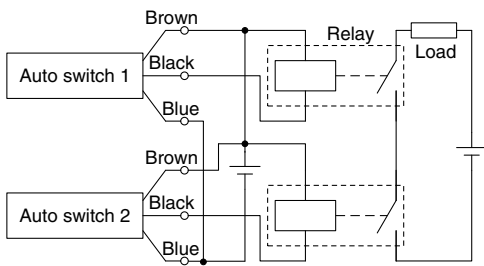 Brown
Relay
Auto switch 1
Black
Load
Blue
Brown
Auto switch 2
Black
Blue